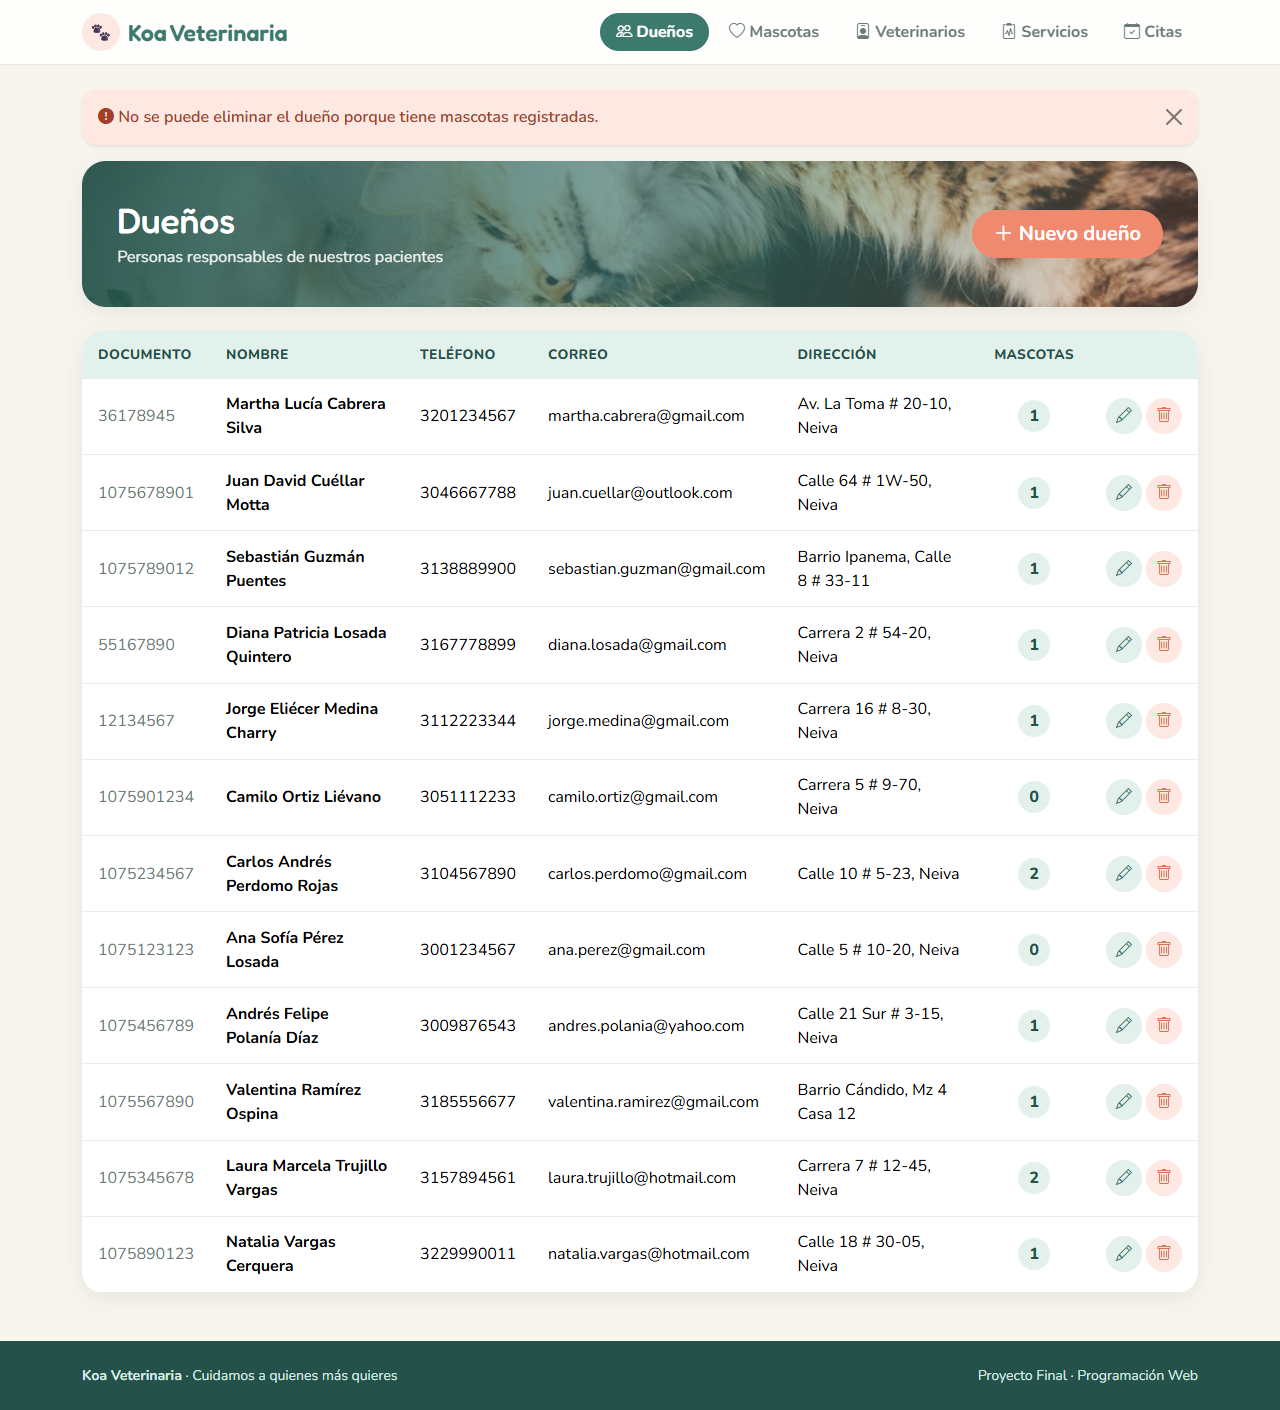 Koa Veterinaria
Dueños
Mascotas
Veterinarios
Servicios
Citas
No se puede eliminar el dueño porque tiene mascotas registradas.
Dueños
Personas responsables de nuestros pacientes
+ Nuevo dueño
DOCUMENTO NOMBRE TELÉFONO CORREO DIRECCIÓN MASCOTAS
36178945 Martha Lucía Cabrera Silva 3201234567 martha.cabrera@gmail.com Av. La Toma # 20-10, Neiva 1
1075678901 Juan David Cuéllar Motta 3046667788 juan.cuellar@outlook.com Calle 64 # 1W-50, Neiva 1
1075789012 Sebastián Guzmán Puentes 3138889900 sebastian.guzman@gmail.com Barrio Ipanema, Calle 8 # 33-11 1
55167890 Diana Patricia Losada Quintero 3167778899 diana.losada@gmail.com Carrera 2 # 54-20, Neiva 1
12134567 Jorge Eliécer Medina Charry 3112223344 jorge.medina@gmail.com Carrera 16 # 8-30, Neiva 1
1075901234 Camilo Ortiz Liévano 3051112233 camilo.ortiz@gmail.com Carrera 5 # 9-70, Neiva 0
1075234567 Carlos Andrés Perdomo Rojas 3104567890 carlos.perdomo@gmail.com Calle 10 # 5-23, Neiva 2
1075123123 Ana Sofía Pérez Losada 3001234567 ana.perez@gmail.com Calle 5 # 10-20, Neiva 0
1075456789 Andrés Felipe Polanía Díaz 3009876543 andres.polania@yahoo.com Calle 21 Sur # 3-15, Neiva 1
1075567890 Valentina Ramírez Ospina 3185556677 valentina.ramirez@gmail.com Barrio Cándido, Mz 4 Casa 12 1
1075345678 Laura Marcela Trujillo Vargas 3157894561 laura.trujillo@hotmail.com Carrera 7 # 12-45, Neiva 2
1075890123 Natalia Vargas Cerquera 3229990011 natalia.vargas@hotmail.com Calle 18 # 30-05, Neiva 1
Koa Veterinaria · Cuidamos a quienes más quieres
Proyecto Final · Programación Web